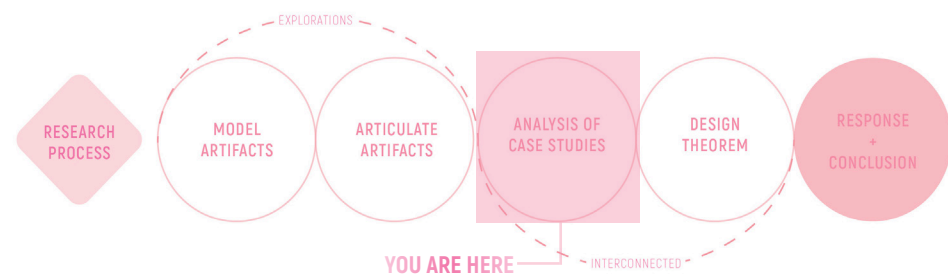 EXPLORATIONS
RESEARCH
PROCESS
MODEL
ARTIFACTS
ARTICULATE
ARTIFACTS
ANALYSIS OF
CASE STUDIES
DESIGN
THEOREM
RESPONSE
+
CONCLUSION
YOU ARE HERE
INTERCONNECTED